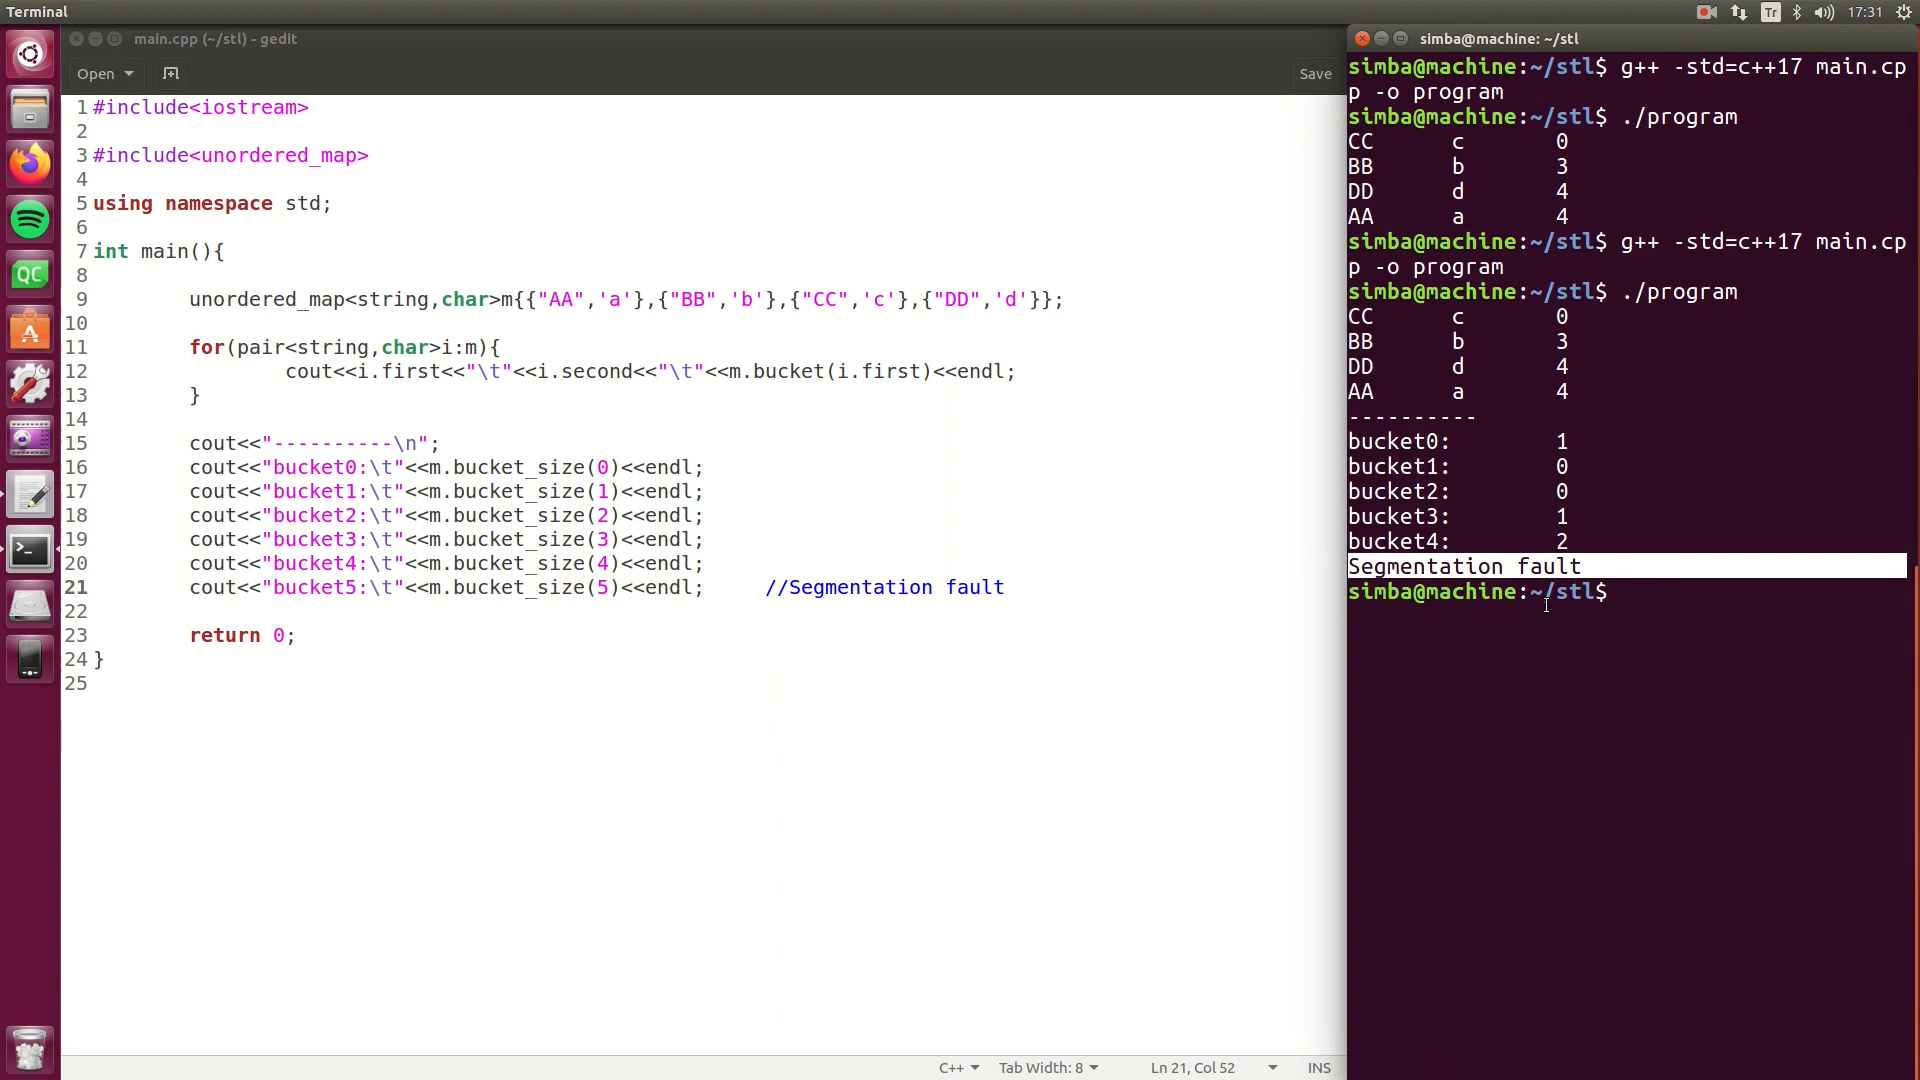 Terminal
Tr
17:31
main.cpp (~/stl) - gedit
Open
Save
1 #include<iostream>
2
3 #include<unordered_map>
4
5 using namespace std;
6
7 int main(){
8
9 unordered_map<string,char>m{{"AA",'a'},{"BB",'b'},{"CC",'c'},{"DD",'d'}};
10
11 for(pair<string,char>i:m){
12 cout<<i.first<<"\t"<<i.second<<"\t"<<m.bucket(i.first)<<endl;
13 }
14
15 cout<<"----------\n";
16 cout<<"bucket0:\t"<<m.bucket_size(0)<<endl;
17 cout<<"bucket1:\t"<<m.bucket_size(1)<<endl;
18 cout<<"bucket2:\t"<<m.bucket_size(2)<<endl;
19 cout<<"bucket3:\t"<<m.bucket_size(3)<<endl;
20 cout<<"bucket4:\t"<<m.bucket_size(4)<<endl;
21 cout<<"bucket5:\t"<<m.bucket_size(5)<<endl; //Segmentation fault
22
23 return 0;
24 }
25
C++ Tab Width: 8 Ln 21, Col 52 INS
QC
A
simba@machine: ~/stl
simba@machine:~/stl$ g++ -std=c++17 main.cp
p -o program
simba@machine:~/stl$ ./program
CC c 0
BB b 3
DD d 4
AA a 4
simba@machine:~/stl$ g++ -std=c++17 main.cp
p -o program
simba@machine:~/stl$ ./program
CC c 0
BB b 3
DD d 4
AA a 4
----------
bucket0: 1
bucket1: 0
bucket2: 0
bucket3: 1
bucket4: 2
Segmentation fault
simba@machine:~/stl$